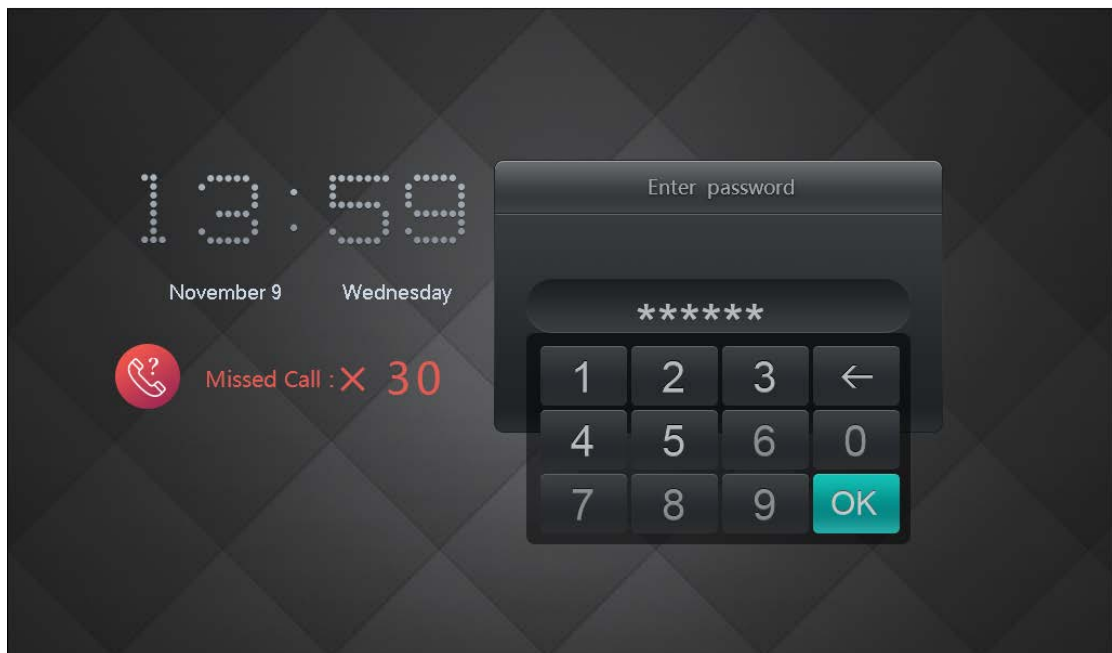 13:59
November 9 Wednesday
? Missed Call : × 30
Enter password
******
1 2 3 ←
4 5 6 0
7 8 9 OK